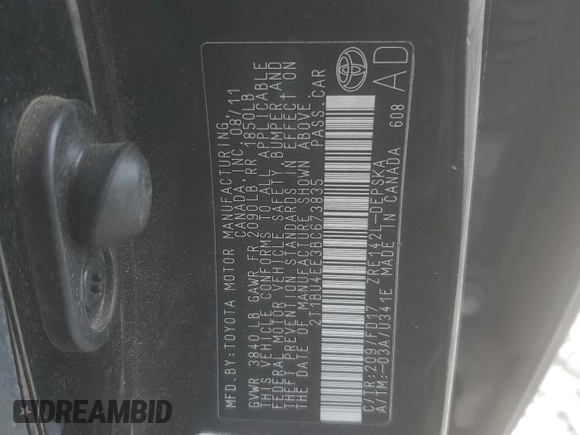 MFD.BY:TOYOTA MOTOR MANUFACTURING
CANADA,INC. 08/11
GVWR 3840LB GAWR FR 2090LB RR 1850LB
THIS VEHICLE CONFORMS TO ALL APPLICABLE
FEDERAL MOTOR VEHICLE SAFETY BUMPER AND
THEFT PREVENTION STANDARDS IN EFFECT ON
THE DATE OF MANUFACTURE SHOWN ABOVE.
2T1BU4EE3BC673835 PASS.CAR
C/TR:209/FD17 ZRE142L-DEPSKA
A/TM:-03A/U341E MADE IN CANADA 608
AD
DREAMBID